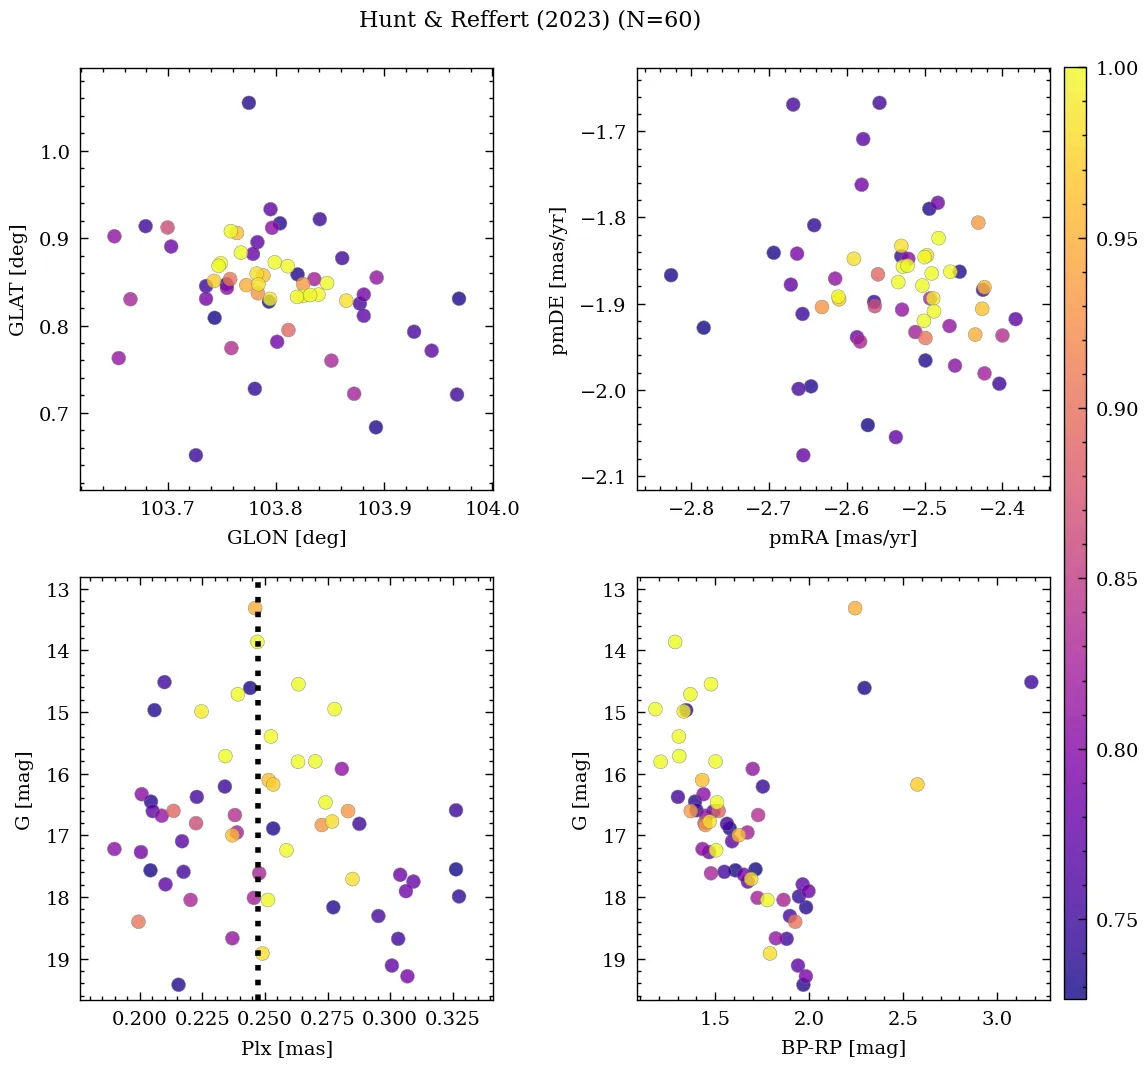 Hunt & Reffert (2023) (N=60)
GLAT [deg]
1.0
0.9
0.8
0.7
103.7 103.8 103.9 104.0
GLON [deg]
pmDE [mas/yr]
−1.7
−1.8
−1.9
−2.0
−2.1
−2.8 −2.7 −2.6 −2.5 −2.4
pmRA [mas/yr]
1.00
0.95
0.90
0.85
0.80
0.75
G [mag]
13
14
15
16
17
18
19
0.200 0.225 0.250 0.275 0.300 0.325
Plx [mas]
G [mag]
13
14
15
16
17
18
19
1.5 2.0 2.5 3.0
BP-RP [mag]